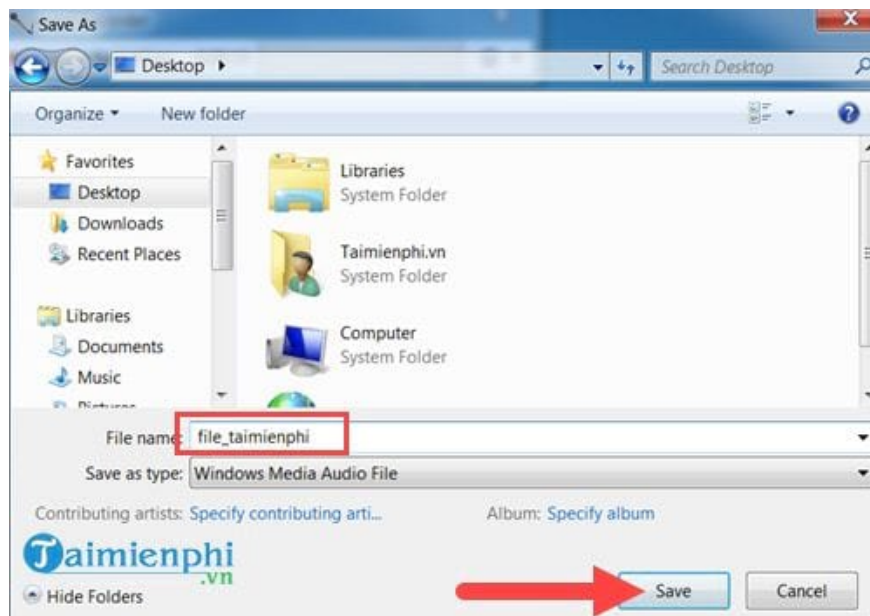 Save As
Desktop
Search Desktop
Organize
New folder
Favorites
Desktop
Downloads
Recent Places
Libraries
Documents
Music
Pictures
Libraries
System Folder
Taimienphi.vn
System Folder
Computer
System Folder
File name: file_taimienphi
Save as type: Windows Media Audio File
Contributing artists: Specify contributing arti...
Album: Specify album
Taimienphi
.vn
Hide Folders
Save
Cancel